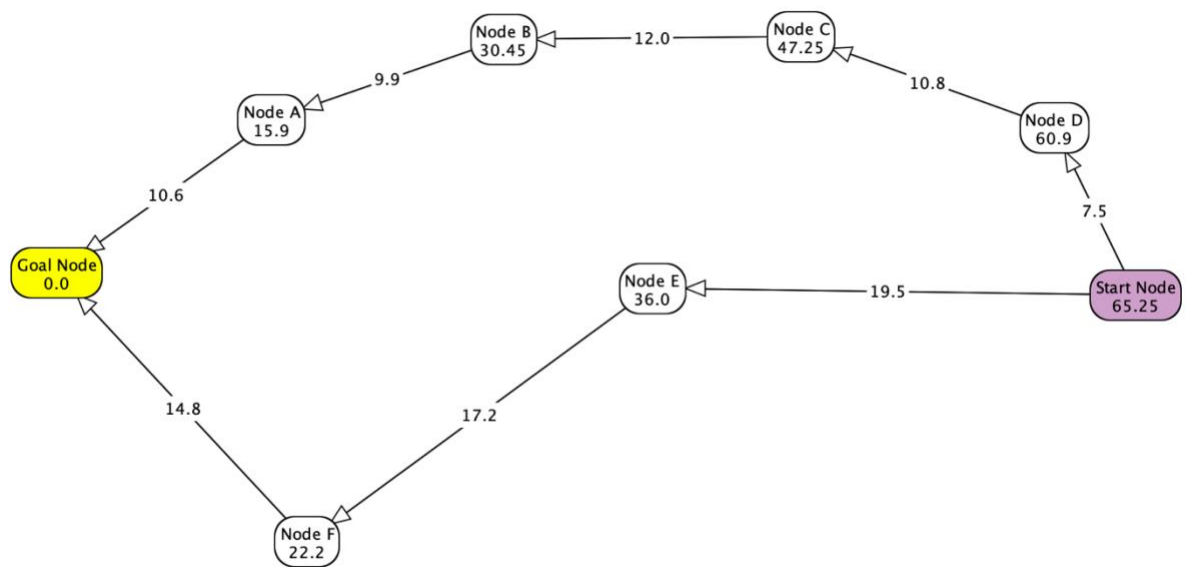 Node B
30.45
12.0
Node C
47.25
9.9
10.8
Node A
15.9
Node D
60.9
10.6
7.5
Goal Node
0.0
Node E
36.0
19.5
Start Node
65.25
14.8
17.2
Node F
22.2